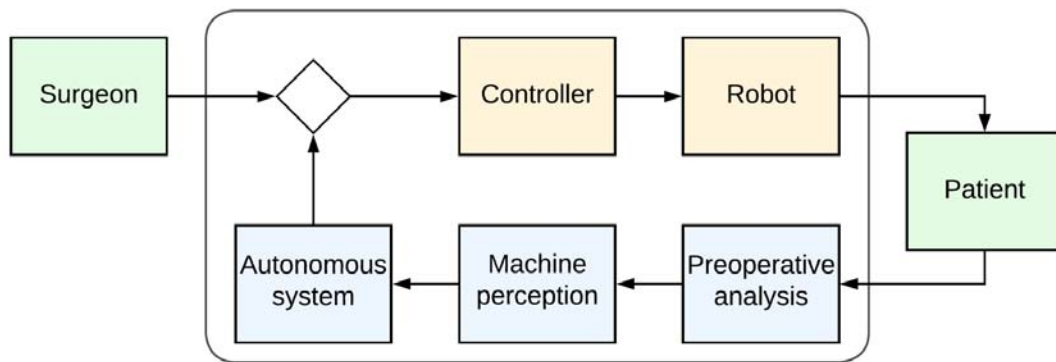 Surgeon
Controller
Robot
Patient
Autonomous
system
Machine
perception
Preoperative
analysis